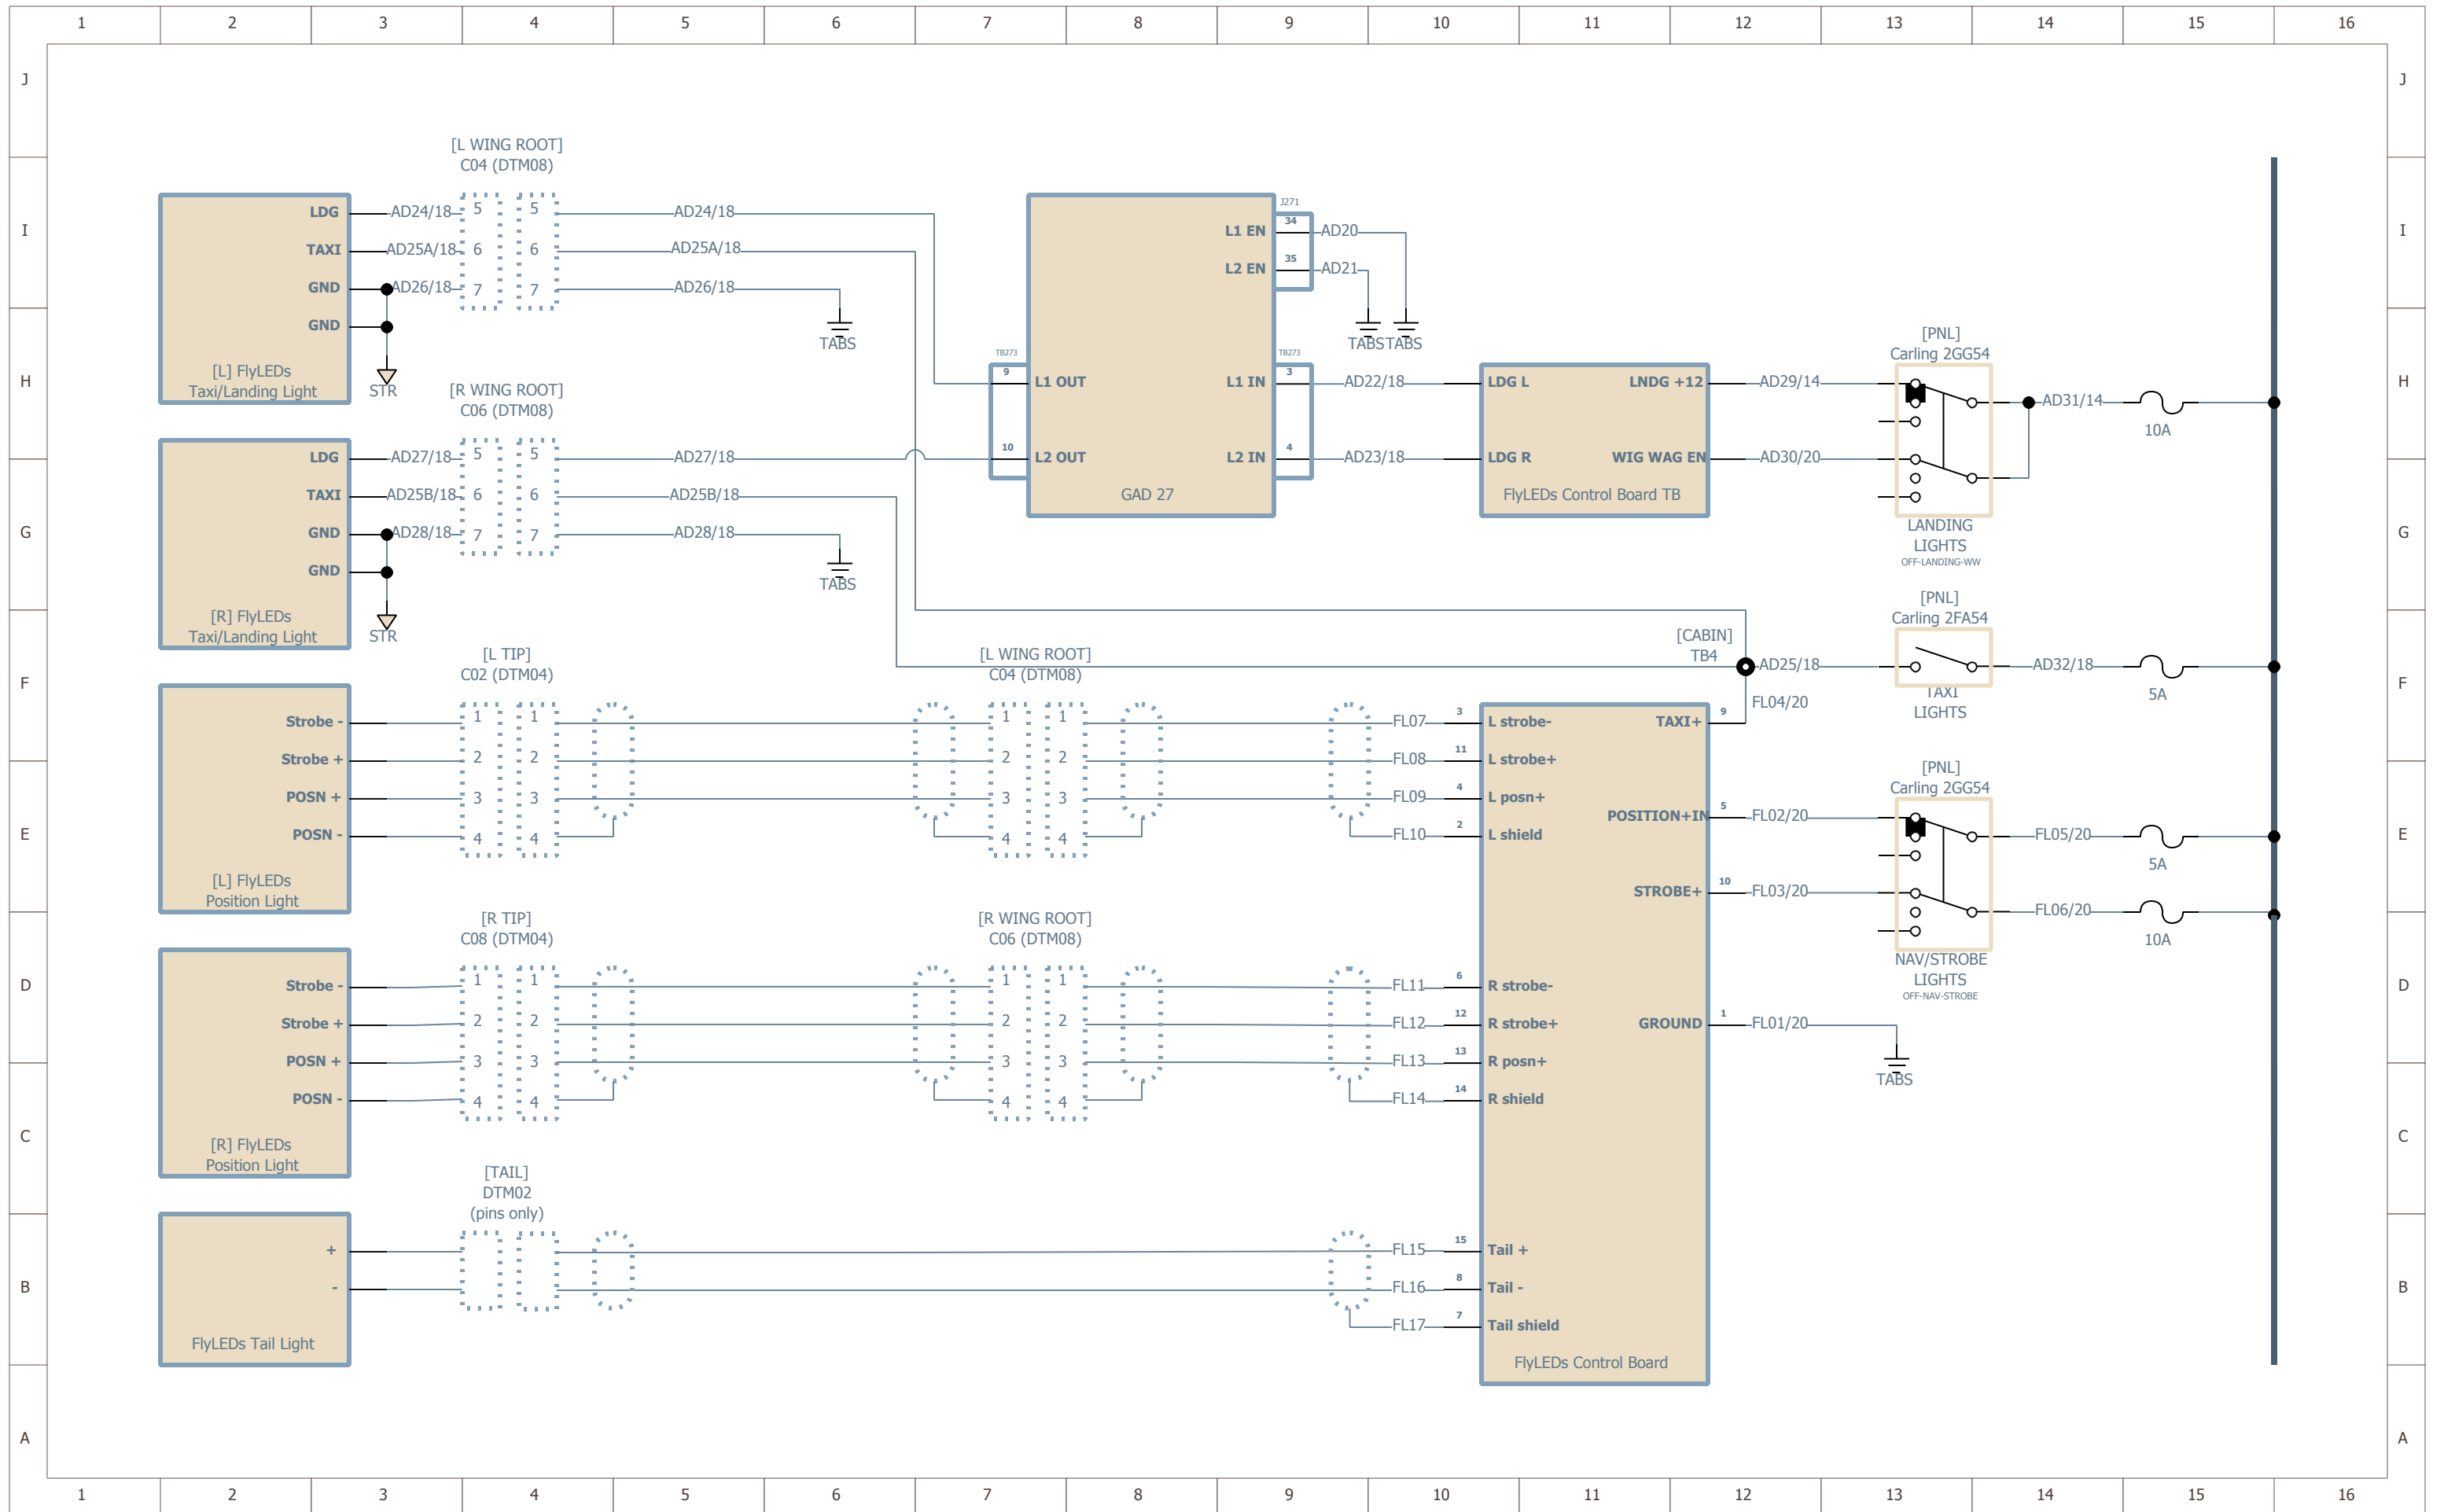 1 2 3 4 5 6 7 8 9 10 11 12 13 14 15 16
J J
[L WING ROOT]
C04 (DTM08)
I I
LDG AD24/18 5 5 AD24/18
TAXI AD25A/18 6 6 AD25A/18
GND AD26/18 7 7 AD26/18
GND
TABS
[L] FlyLEDs
Taxi/Landing Light
STR
J271
L1 EN 34 AD20
L2 EN 35 AD21
TABS TABS
H H
TB273 TB273
9 L1 OUT L1 IN 3 AD22/18 LDG L LNDG +12 AD29/14
10 L2 OUT L2 IN 4 AD23/18 LDG R WIG WAG EN AD30/20
GAD 27
FlyLEDs Control Board TB
[PNL]
Carling 2GG54
AD31/14
10A
LANDING
LIGHTS
OFF-LANDING-WW
[R WING ROOT]
C06 (DTM08)
LDG AD27/18 5 5 AD27/18
TAXI AD25B/18 6 6 AD25B/18
GND AD28/18 7 7 AD28/18
GND
G G
TABS
[R] FlyLEDs
Taxi/Landing Light
STR
[PNL]
Carling 2FA54
[CABIN]
TB4
AD25/18
AD32/18
5A
TAXI
LIGHTS
FL04/20
F F
[L TIP]
C02 (DTM04)
[L WING ROOT]
C04 (DTM08)
Strobe - 1 1 1 1 FL07 3 L strobe- TAXI+ 9
Strobe + 2 2 2 2 FL08 11 L strobe+
POSN + 3 3 3 3 FL09 4 L posn+
POSN - 4 4 4 4 FL10 2 L shield
[L] FlyLEDs
Position Light
E E
[PNL]
Carling 2GG54
POSITION+IN 5 FL02/20
FL05/20
5A
STROBE+ 10 FL03/20
FL06/20
10A
NAV/STROBE
LIGHTS
OFF-NAV-STROBE
[R TIP]
C08 (DTM04)
[R WING ROOT]
C06 (DTM08)
D D
Strobe - 1 1 1 1 FL11 6 R strobe-
Strobe + 2 2 2 2 FL12 12 R strobe+ GROUND 1 FL01/20
POSN + 3 3 3 3 FL13 13 R posn+
POSN - 4 4 4 4 FL14 14 R shield
TABS
[R] FlyLEDs
Position Light
C C
[TAIL]
DTM02
(pins only)
+ FL15 15 Tail +
- FL16 8 Tail -
FL17 7 Tail shield
B B
FlyLEDs Tail Light
FlyLEDs Control Board
A A
1 2 3 4 5 6 7 8 9 10 11 12 13 14 15 16